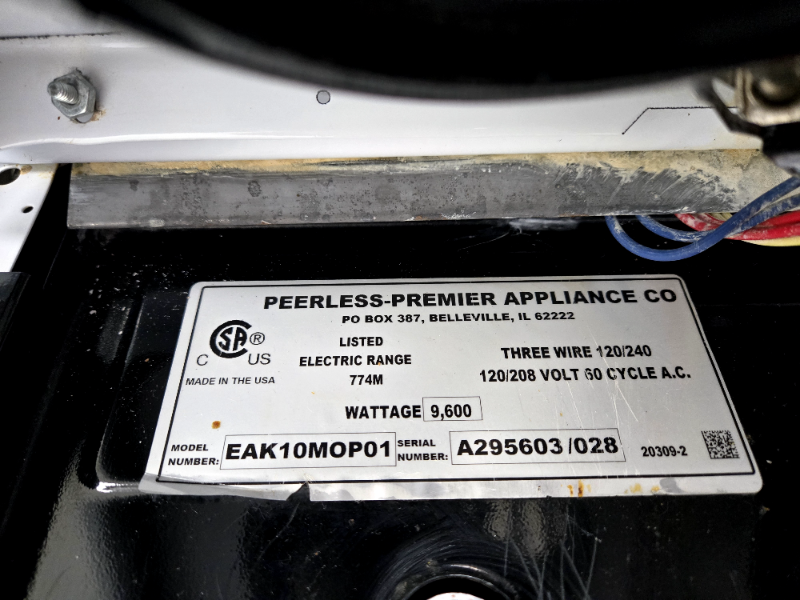 PEERLESS-PREMIER APPLIANCE CO
PO BOX 387, BELLEVILLE, IL 62222
CSA ®
C US
MADE IN THE USA
LISTED
ELECTRIC RANGE
774M
THREE WIRE 120/240
120/208 VOLT 60 CYCLE A.C.
WATTAGE 9,600
MODEL NUMBER: EAK10MOP01 SERIAL NUMBER: A295603/028 20309-2